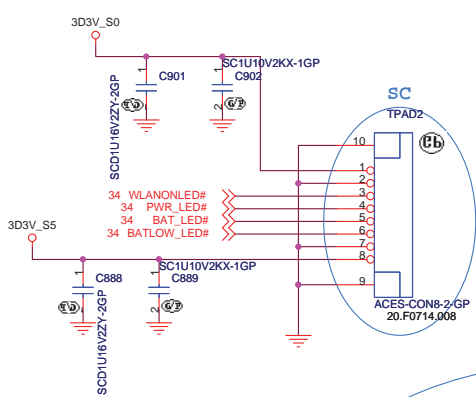 3D3V_S0
SC1U10V2KX-1GP
1
C901
1
C902
2
2
SCD1U16V2ZY-2GP
SC
TPAD2
10
1
2
3
4
5
6
7
8
9
34 WLANONLED#
34 PWR_LED#
34 BAT_LED#
34 BATLOW_LED#
3D3V_S5
SC1U10V2KX-1GP
1
C888
1
C889
2
2
SCD1U16V2ZY-2GP
ACES-CON8-2-GP
20.F0714.008